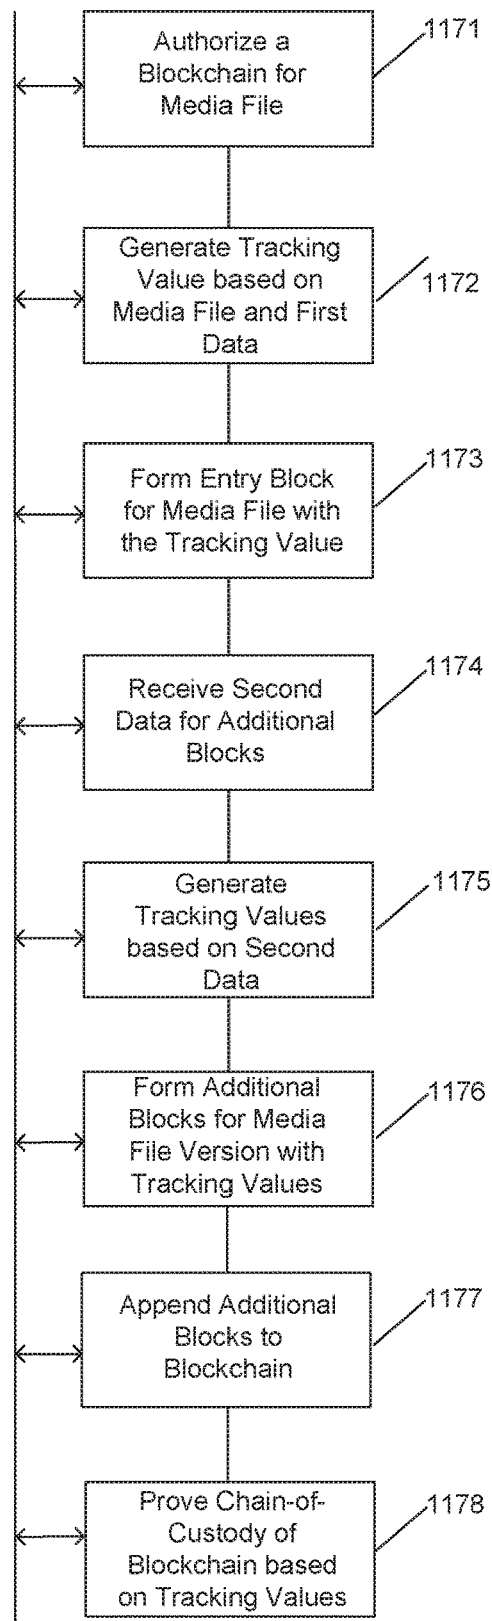 Authorize a
Blockchain for
Media File
1171
Generate Tracking
Value based on
Media File and First
Data
1172
Form Entry Block
for Media File with
the Tracking Value
1173
Receive Second
Data for Additional
Blocks
1174
Generate
Tracking Values
based on Second
Data
1175
Form Additional
Blocks for Media
File Version with
Tracking Values
1176
Append Additional
Blocks to
Blockchain
1177
Prove Chain-of-
Custody of
Blockchain based
on Tracking Values
1178